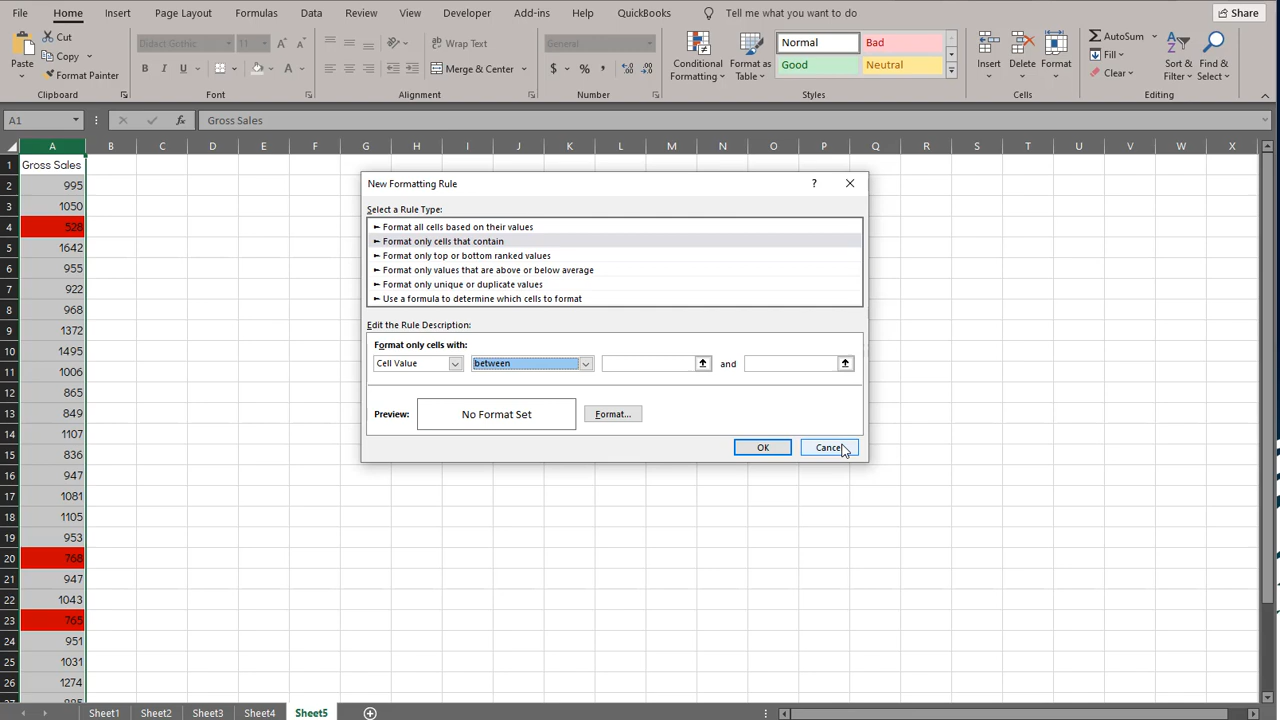 File Home Insert Page Layout Formulas Data Review View Developer Add-ins Help QuickBooks Tell me what you want to do Share
Paste Cut Copy Format Painter
Didact Gothic 11
B I U A
Wrap Text
Merge & Center
General
$ % ,
Conditional Formatting Format as Table
Normal Bad
Good Neutral
Insert Delete Format
AutoSum
Fill
Clear
Sort & Filter Find & Select
Clipboard Font Alignment Number Styles Cells Editing
A1 fx Gross Sales
A B C D E F G H I J K L M N O P Q R S T U V W X
1 Gross Sales
2 995
3 1050
4 528
5 1642
6 955
7 922
8 968
9 1372
10 1495
11 1006
12 865
13 849
14 1107
15 836
16 947
17 1081
18 1105
19 953
20 768
21 947
22 1043
23 765
24 951
25 1031
26 1274
New Formatting Rule ?
Select a Rule Type:
► Format all cells based on their values
► Format only cells that contain
► Format only top or bottom ranked values
► Format only values that are above or below average
► Format only unique or duplicate values
► Use a formula to determine which cells to format
Edit the Rule Description:
Format only cells with:
Cell Value between and
Preview: No Format Set Format...
OK Cancel
Sheet1 Sheet2 Sheet3 Sheet4 Sheet5